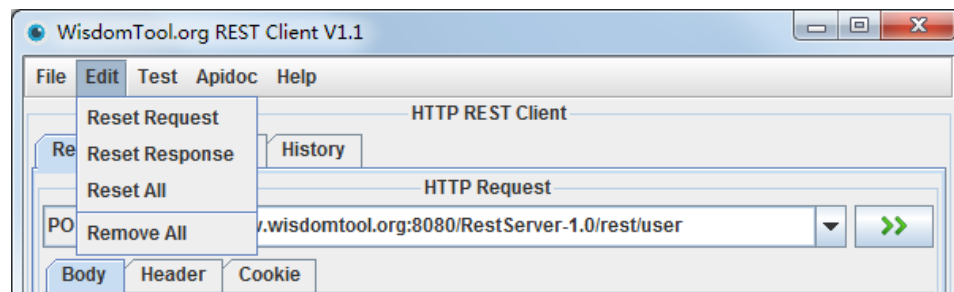 WisdomTool.org REST Client V1.1
File Edit Test Apidoc Help
Reset Request
Reset Response
Reset All
Remove All
HTTP REST Client
Re History
HTTP Request
PO .wisdomtool.org:8080/RestServer-1.0/rest/user >>
Body Header Cookie